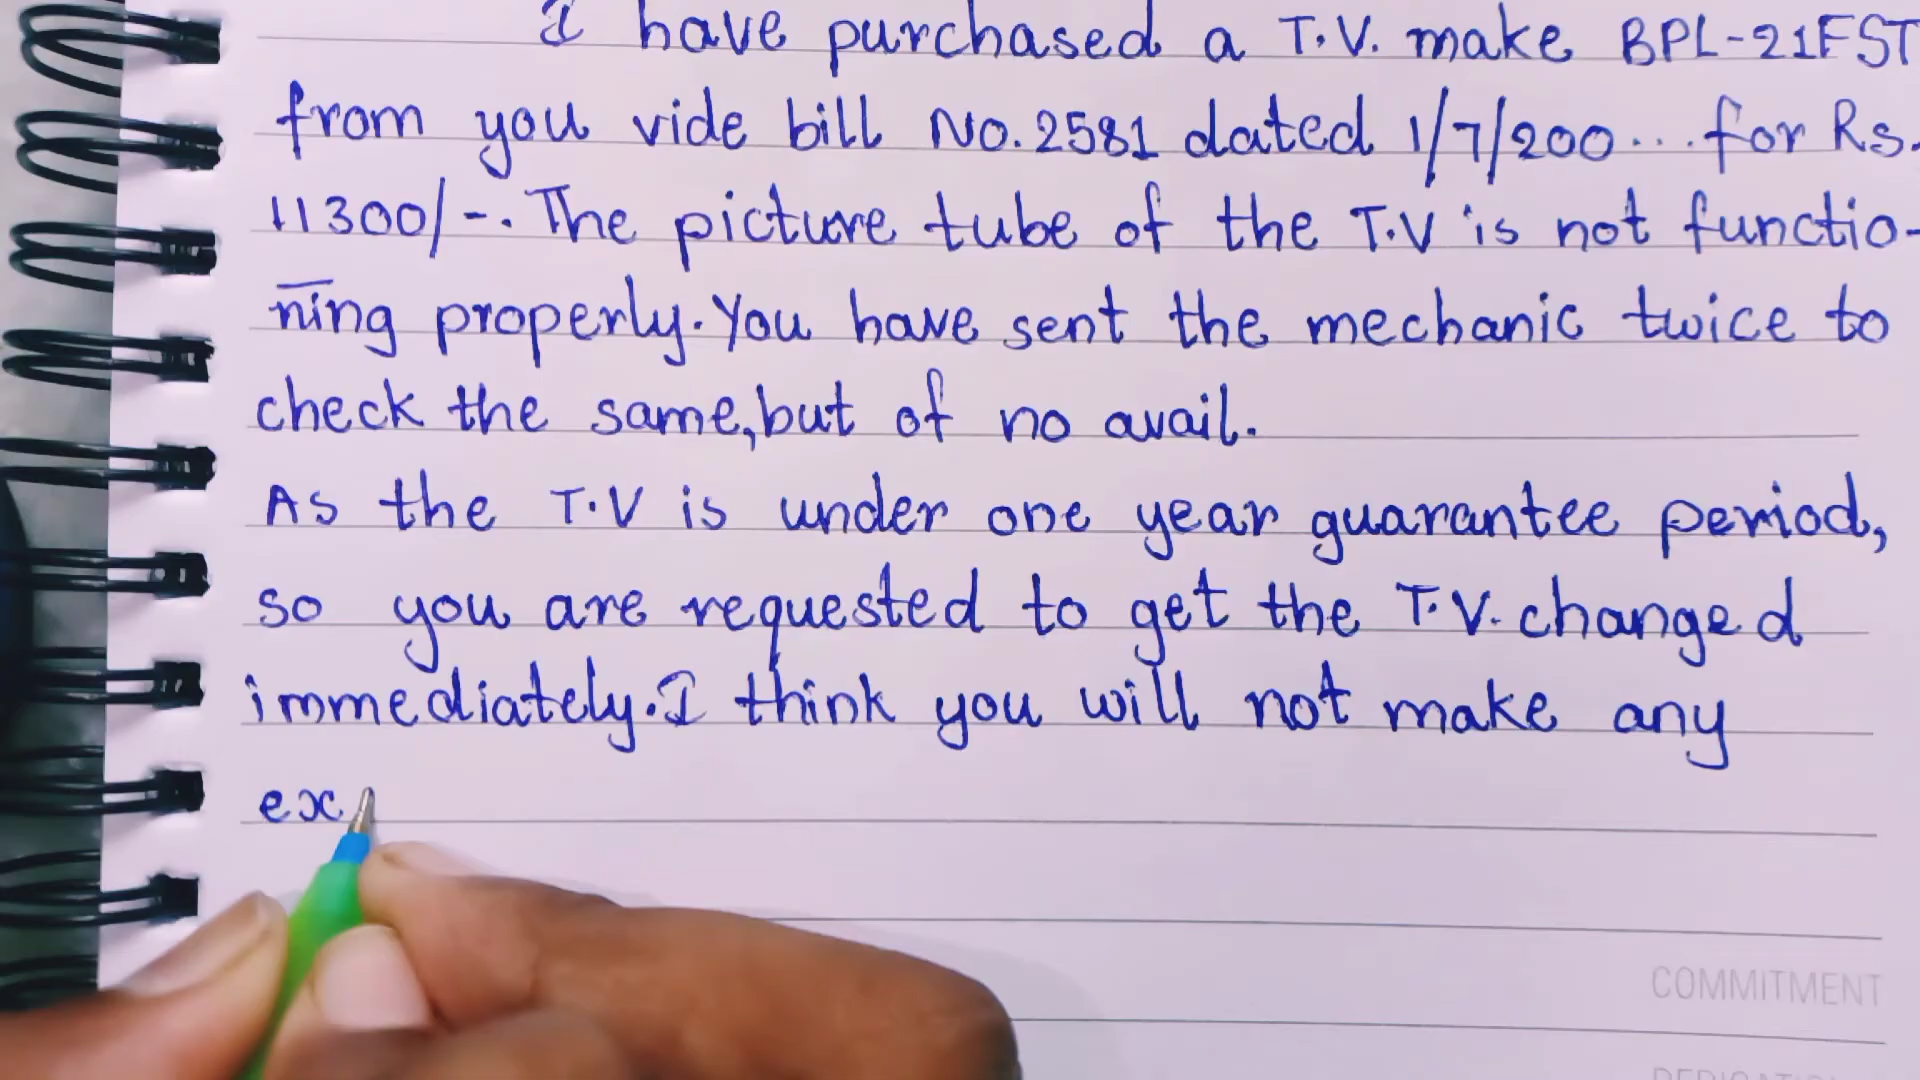 I have purchased a T.V. make BPL-21FST
from you vide bill No.2581 dated 1/7/200... for Rs.
11300/-. The picture tube of the T.V is not functio-
ning properly. You have sent the mechanic twice to
check the same, but of no avail.
As the T.V is under one year guarantee period,
so you are requested to get the T.V. changed
immediately. I think you will not make any
ex
COMMITMENT